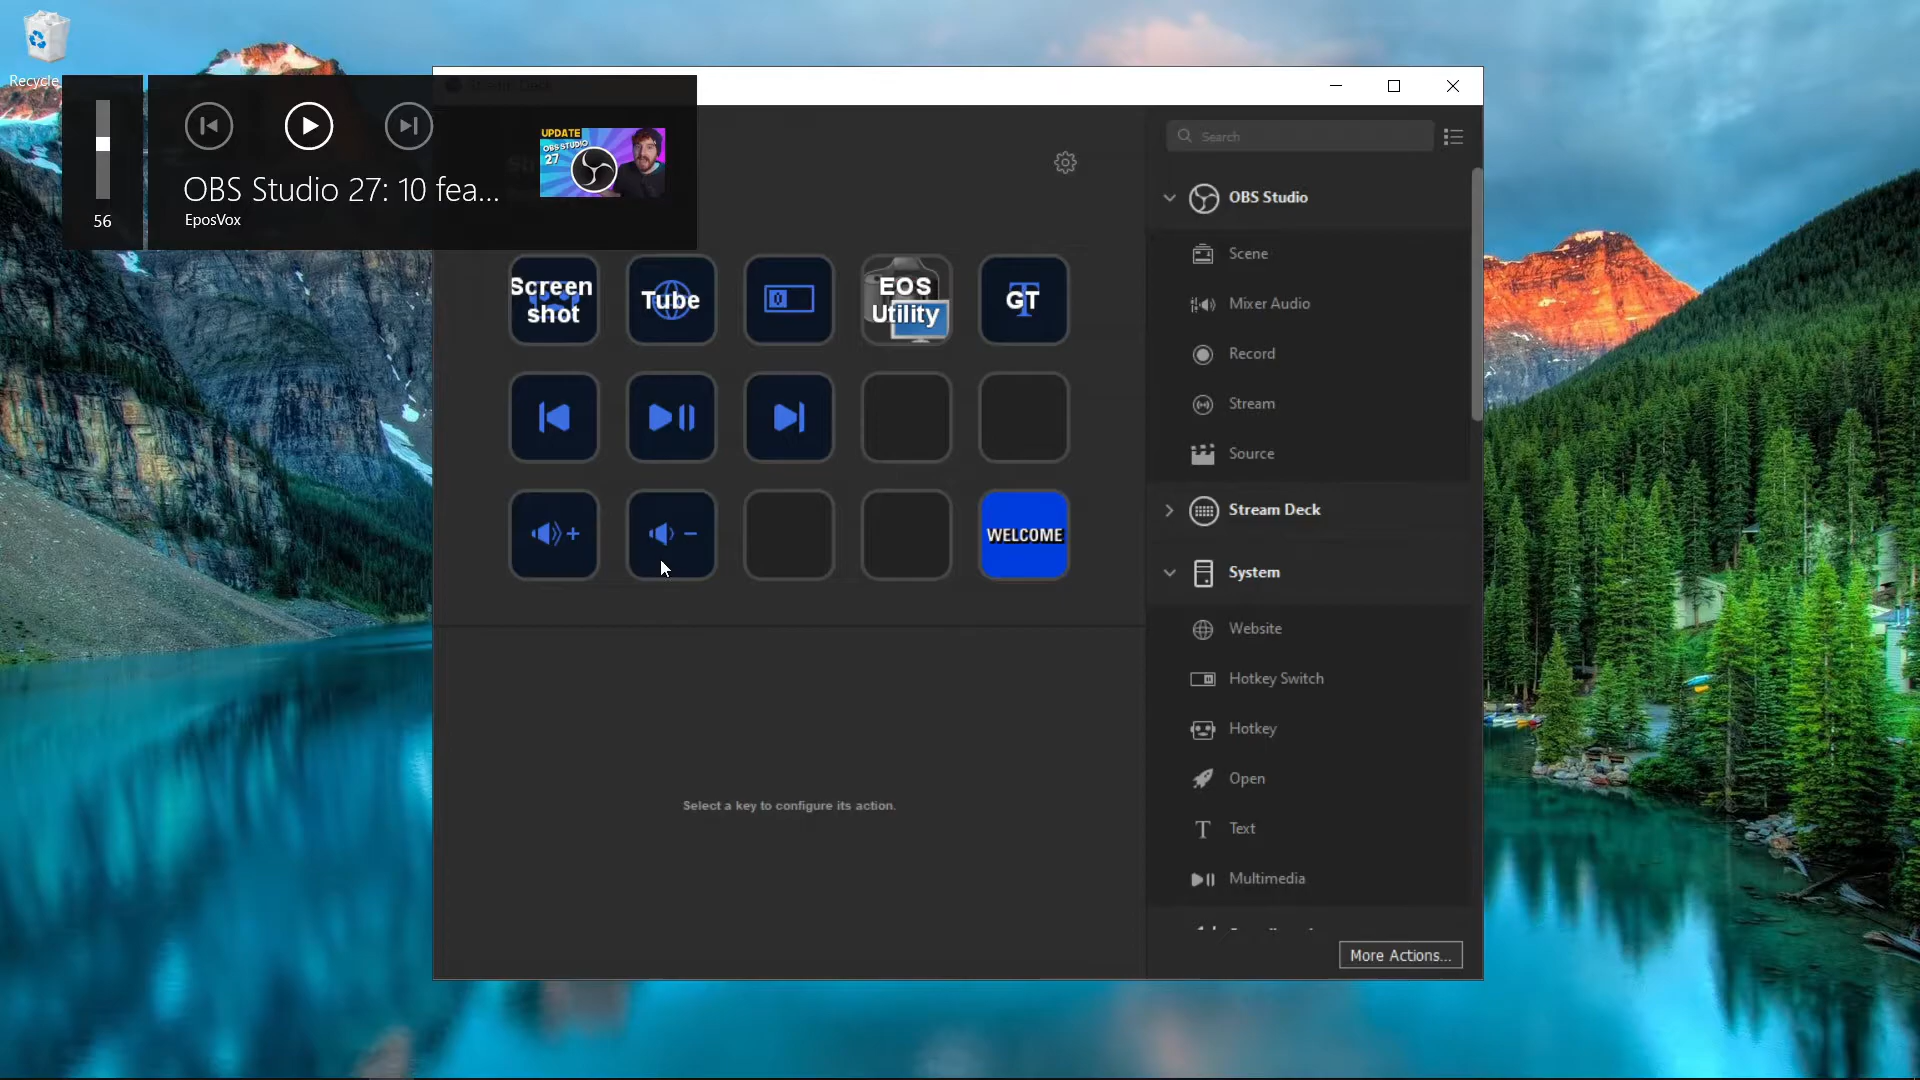 Recycle
56
OBS Studio 27: 10 fea...
EposVox
UPDATE
OBS STUDIO
27
Search
OBS Studio
Scene
Mixer Audio
Record
Stream
Source
Stream Deck
System
Website
Hotkey Switch
Hotkey
Open
Text
Multimedia
More Actions...
Screen
shot
Tube
EOS
Utility
GT
WELCOME
Select a key to configure its action.